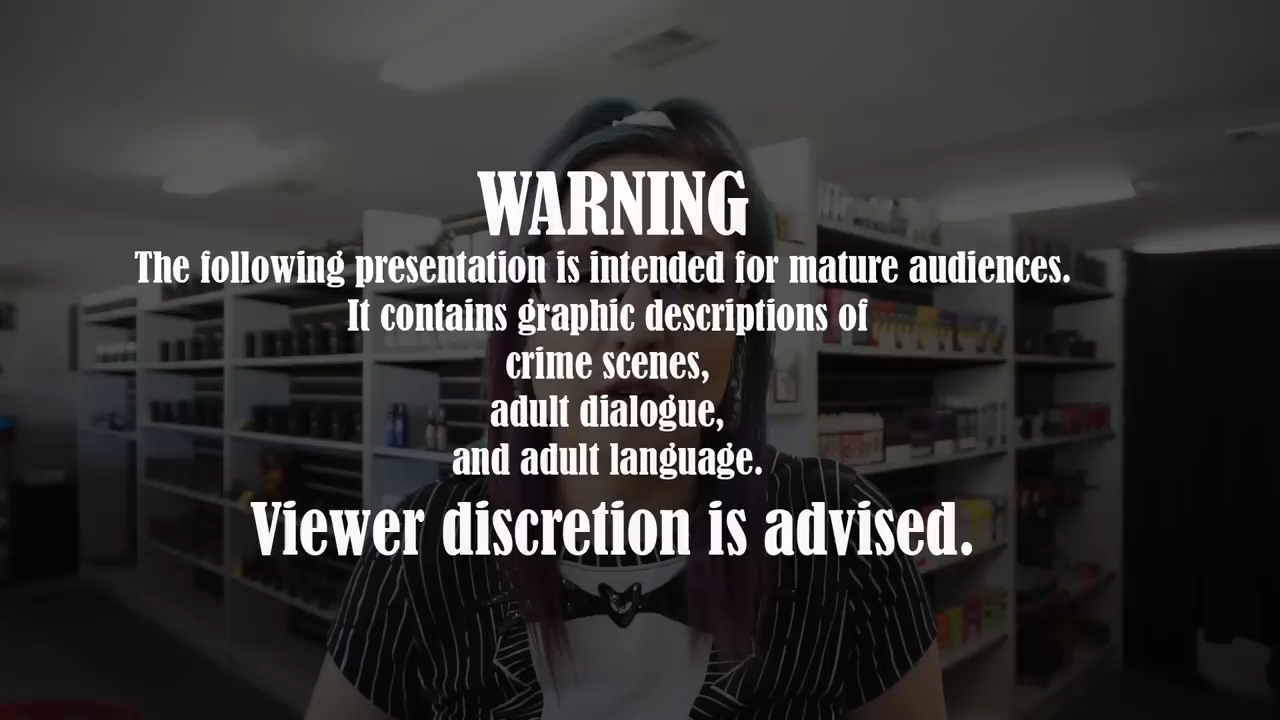 WARNING
The following presentation is intended for mature audiences.
It contains graphic descriptions of
crime scenes,
adult dialogue,
and adult language.
Viewer discretion is advised.